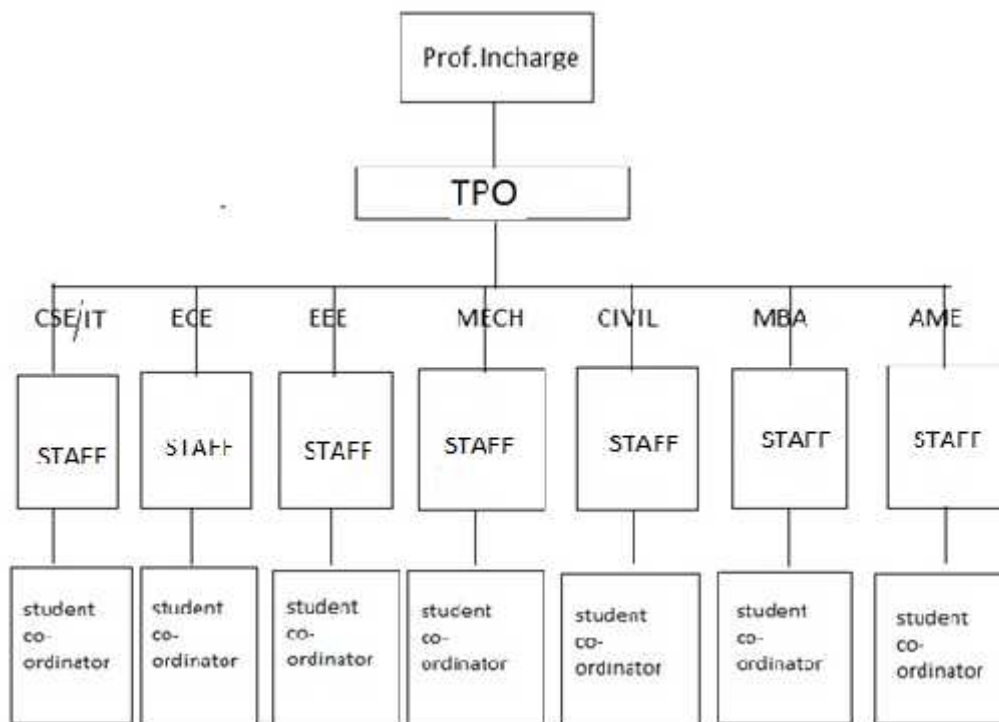 Prof.Incharge
TPO
CSE/IT ECE EEE MECH CIVIL MBA AME
STAFF STAFF STAFF STAFF STAFF STAFF STAFF
student student student student student student student
co- co- co- co- co- co- co-
ordinator ordinator ordinator ordinator ordinator ordinator ordinator